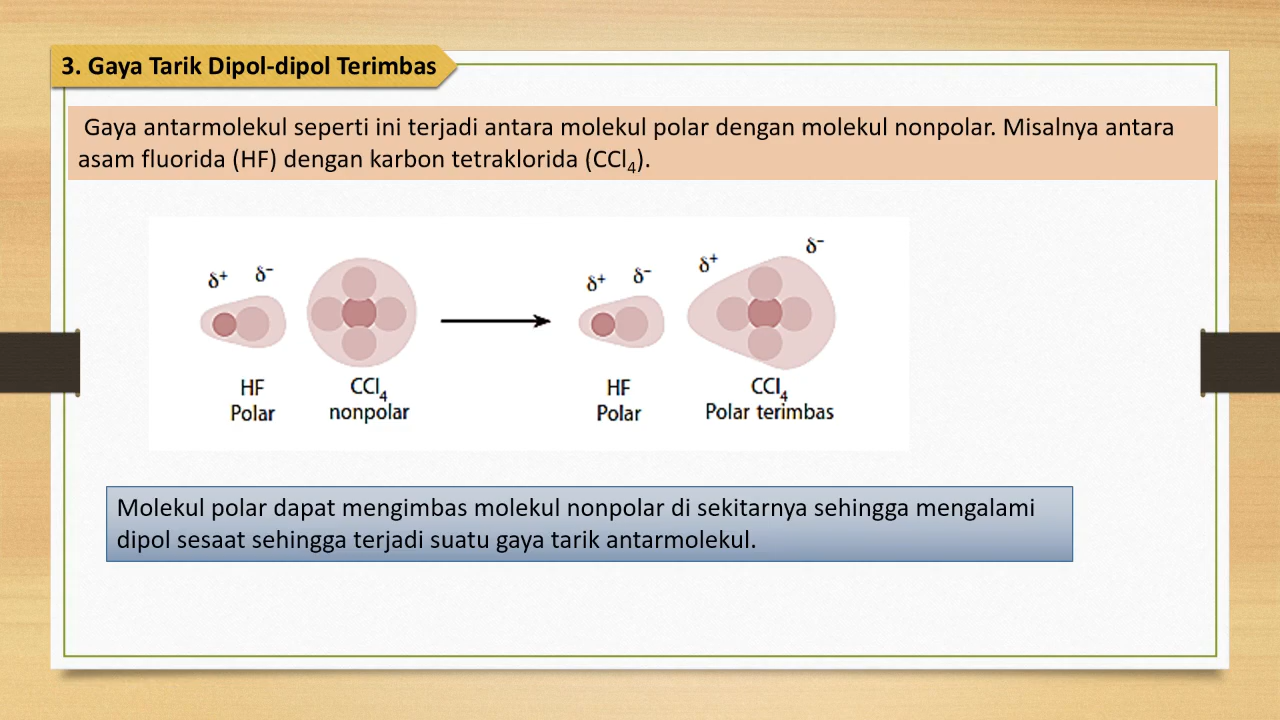 3. Gaya Tarik Dipol-dipol Terimbas
Gaya antarmolekul seperti ini terjadi antara molekul polar dengan molekul nonpolar. Misalnya antara
asam fluorida (HF) dengan karbon tetraklorida (CCl₄).
δ⁺ δ⁻
δ⁺ δ⁻
δ⁺ δ⁻
HF
Polar
CCl₄
nonpolar
HF
Polar
CCl₄
Polar terimbas
Molekul polar dapat mengimbas molekul nonpolar di sekitarnya sehingga mengalami
dipol sesaat sehingga terjadi suatu gaya tarik antarmolekul.